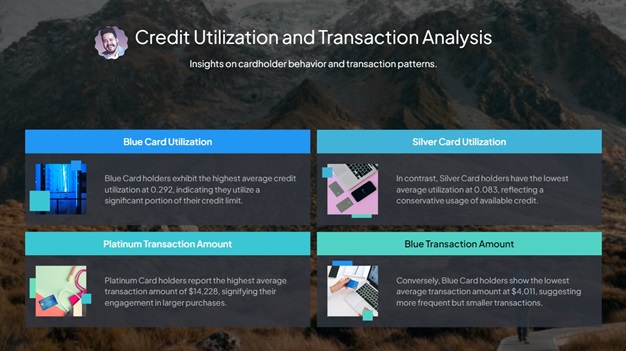 Credit Utilization and Transaction Analysis
Insights on cardholder behavior and transaction patterns.
Blue Card Utilization
Blue Card holders exhibit the highest average credit
utilization at 0.292, indicating they utilize a
significant portion of their credit limit.
Silver Card Utilization
In contrast, Silver Card holders have the lowest
average utilization at 0.083, reflecting a
conservative usage of available credit.
Platinum Transaction Amount
Platinum Card holders report the highest average
transaction amount of $14,228, signifying their
engagement in larger purchases.
Blue Transaction Amount
Conversely, Blue Card holders show the lowest
average transaction amount at $4,011, suggesting
more frequent but smaller transactions.